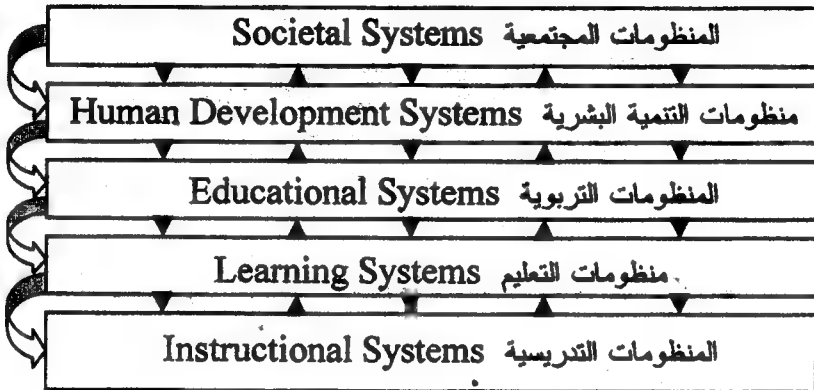 Societal Systems المنظومات المجتمعية
Human Development Systems منظومات التنمية البشرية
Educational Systems المنظومات التربوية
Learning Systems منظومات التعليم
Instructional Systems المنظومات التدريسية